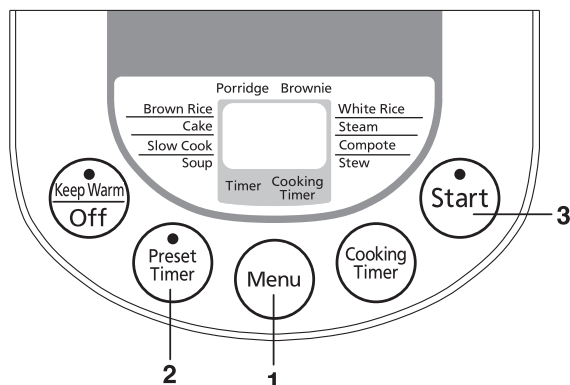 Porridge Brownie
Brown Rice
Cake
Slow Cook
Soup
White Rice
Steam
Compote
Stew
Timer
Cooking
Timer
Keep Warm
Off
Preset
Timer
Menu
Cooking
Timer
Start
3
2
1